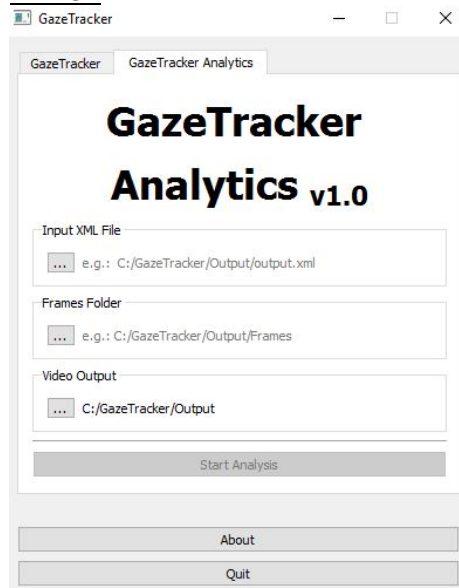 GazeTracker
GazeTracker GazeTracker Analytics
GazeTracker
Analytics v1.0
Input XML File
... e.g.: C:/GazeTracker/Output/output.xml
Frames Folder
... e.g.: C:/GazeTracker/Output/Frames
Video Output
... C:/GazeTracker/Output
Start Analysis
About
Quit